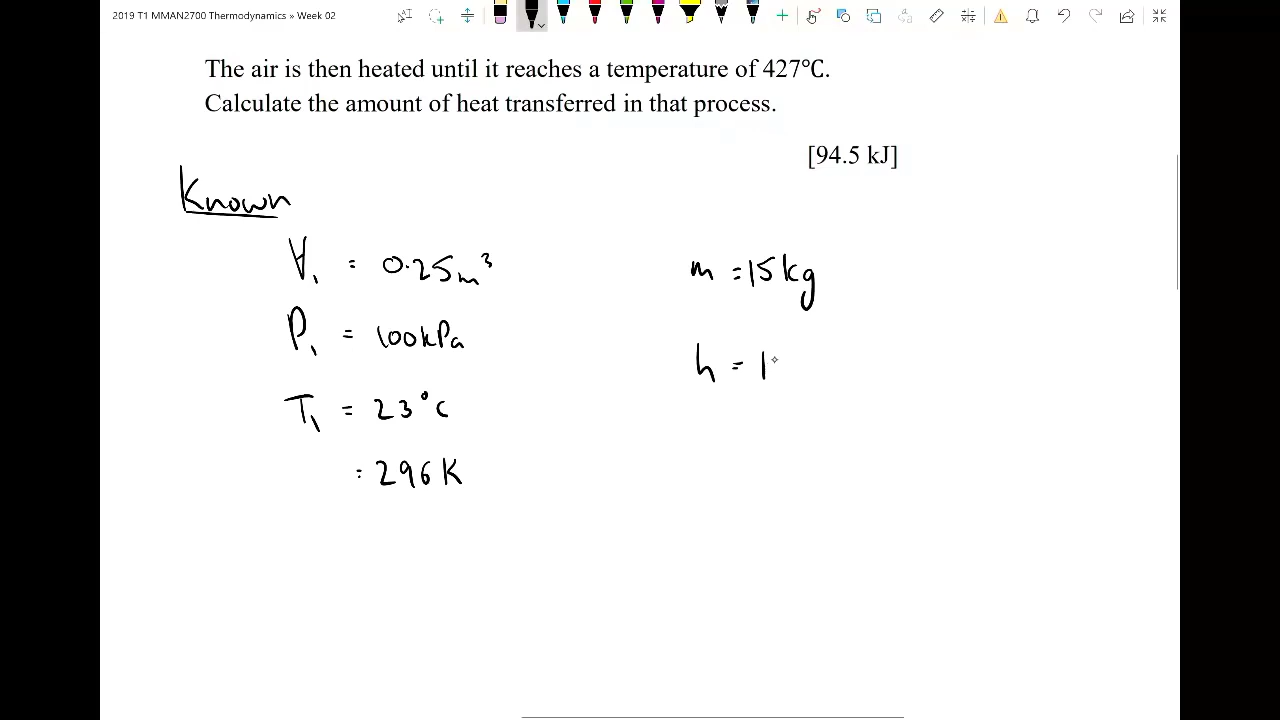 2019 T1 MMAN2700 Thermodynamics » Week 02
The air is then heated until it reaches a temperature of 427℃.
Calculate the amount of heat transferred in that process.
[94.5 kJ]
Known
V₁ = 0.25m³
m = 15kg
P₁ = 100kPa
h = 1
T₁ = 23°C
= 296K